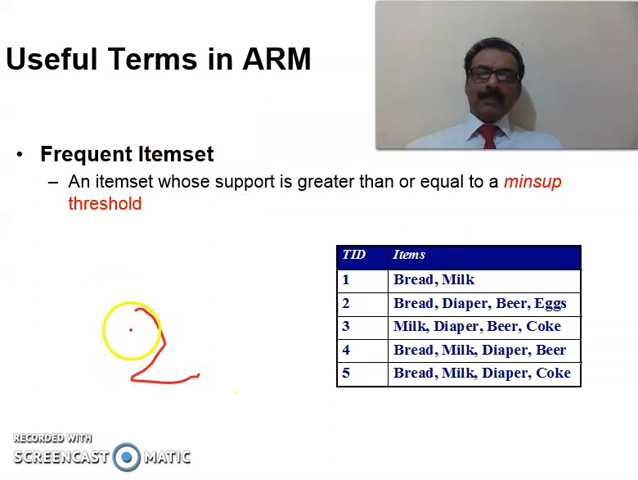 Useful Terms in ARM
• Frequent Itemset
– An itemset whose support is greater than or equal to a minsup
threshold
TID Items
1 Bread, Milk
2 Bread, Diaper, Beer, Eggs
3 Milk, Diaper, Beer, Coke
4 Bread, Milk, Diaper, Beer
5 Bread, Milk, Diaper, Coke
2
RECORDED WITH
SCREENCAST MATIC